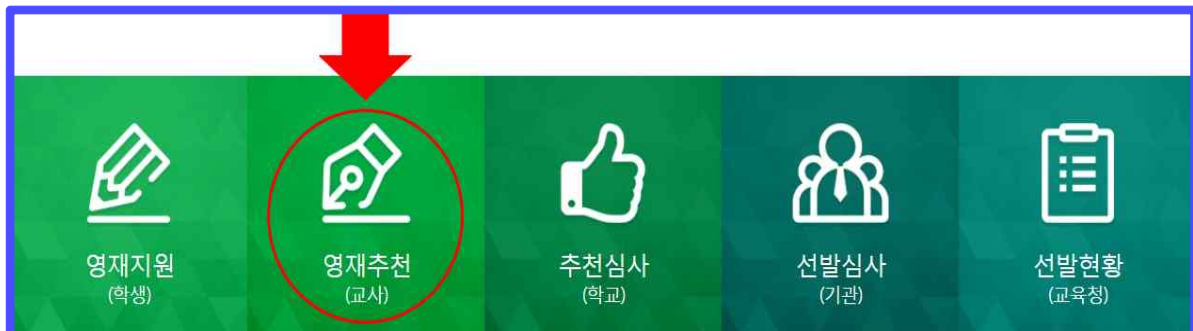 영재지원
(학생)
영재추천
(교사)
추천심사
(학교)
선발심사
(기관)
선발현황
(교육청)